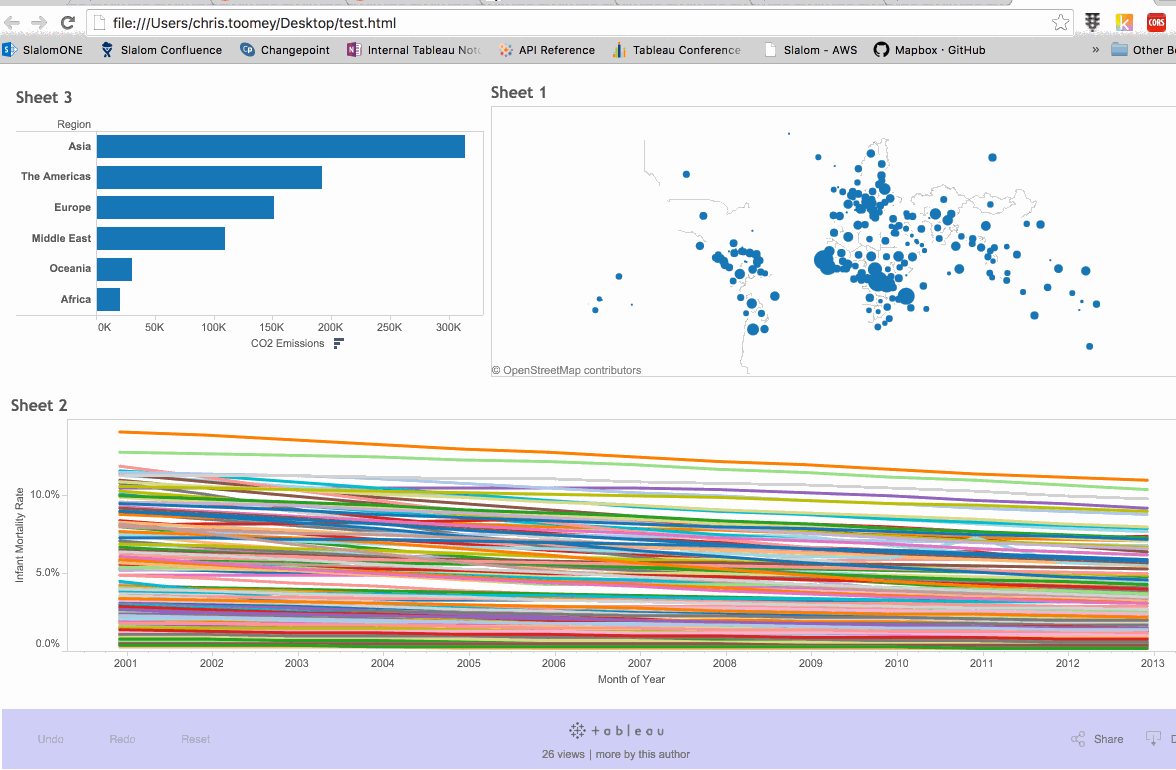 file:///Users/chris.toomey/Desktop/test.html
SlalomONE Slalom Confluence Changepoint Internal Tableau API Reference Tableau Conference Slalom - AWS Mapbox · GitHub » Other
Sheet 3
Region
Asia
The Americas
Europe
Middle East
Oceania
Africa
0K 50K 100K 150K 200K 250K 300K
CO2 Emissions
Sheet 1
© OpenStreetMap contributors
Sheet 2
Infant Mortality Rate
10.0%
5.0%
0.0%
2001 2002 2003 2004 2005 2006 2007 2008 2009 2010 2011 2012 2013
Month of Year
Undo Redo Reset
+ableau
26 views | more by this author
Share